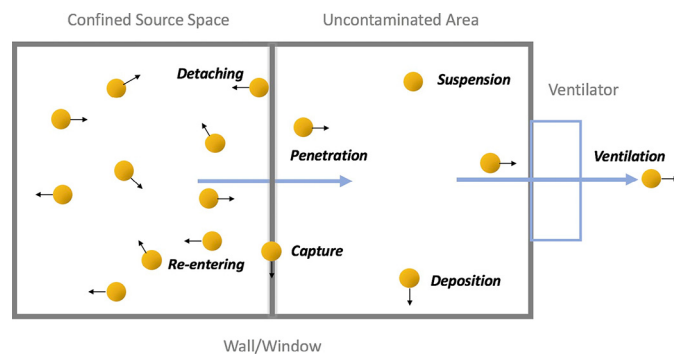 Confined Source Space
Uncontaminated Area
Detaching
Suspension
Ventilator
Penetration
Ventilation
Capture
Re-entering
Deposition
Wall/Window